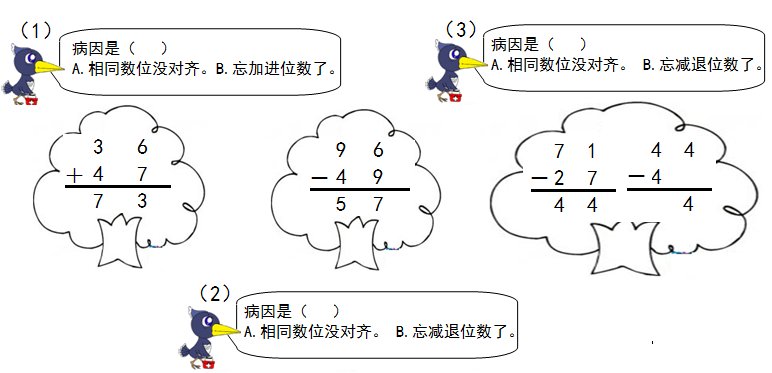 (1)
病因是(   )
A.相同数位没对齐。B.忘加进位数了。
3 6
+ 4 7
7 3
9 6
- 4 9
5 7
(3)
病因是(   )
A.相同数位没对齐。 B.忘减退位数了。
7 1
- 2 7
4 4
4 4
- 4
4
(2)
病因是(   )
A.相同数位没对齐。 B.忘减退位数了。